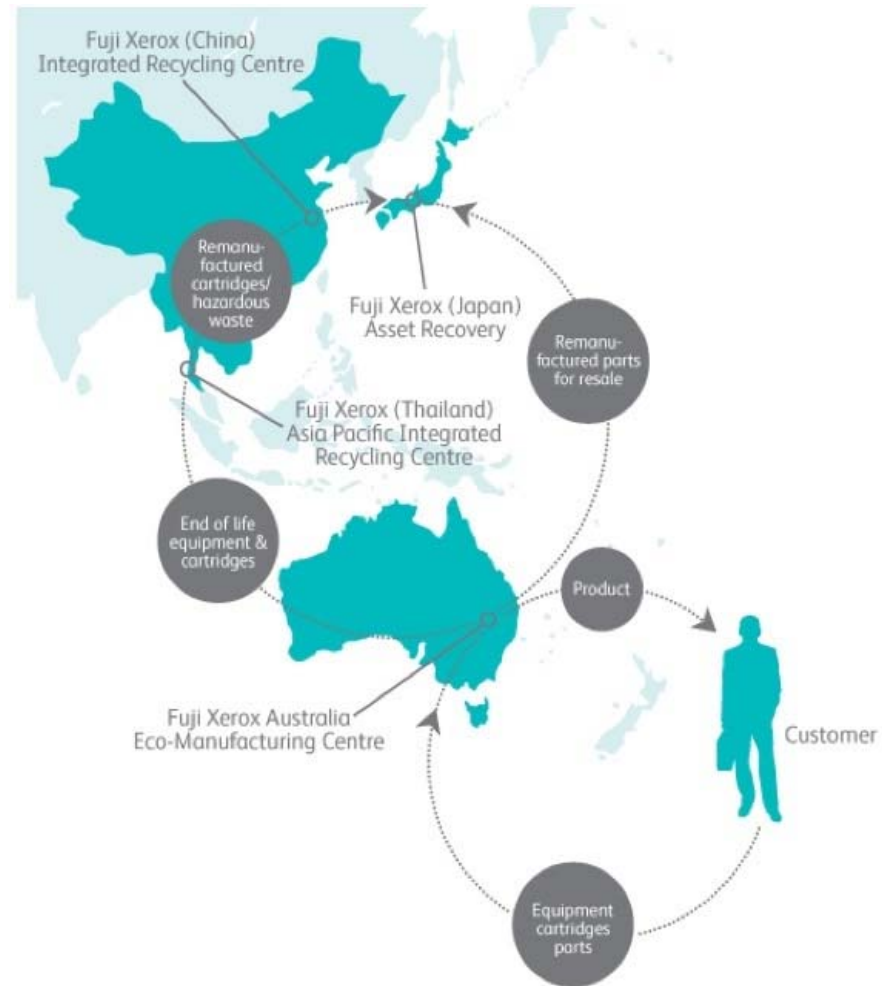 Fuji Xerox (China)
Integrated Recycling Centre
Remanu-
factured
cartridges/
hazardous
waste
Fuji Xerox (Japan)
Asset Recovery
Remanu-
factured parts
for resale
Fuji Xerox (Thailand)
Asia Pacific Integrated
Recycling Centre
End of life
equipment &
cartridges
Product
Fuji Xerox Australia
Eco-Manufacturing Centre
Customer
Equipment
cartridges
parts